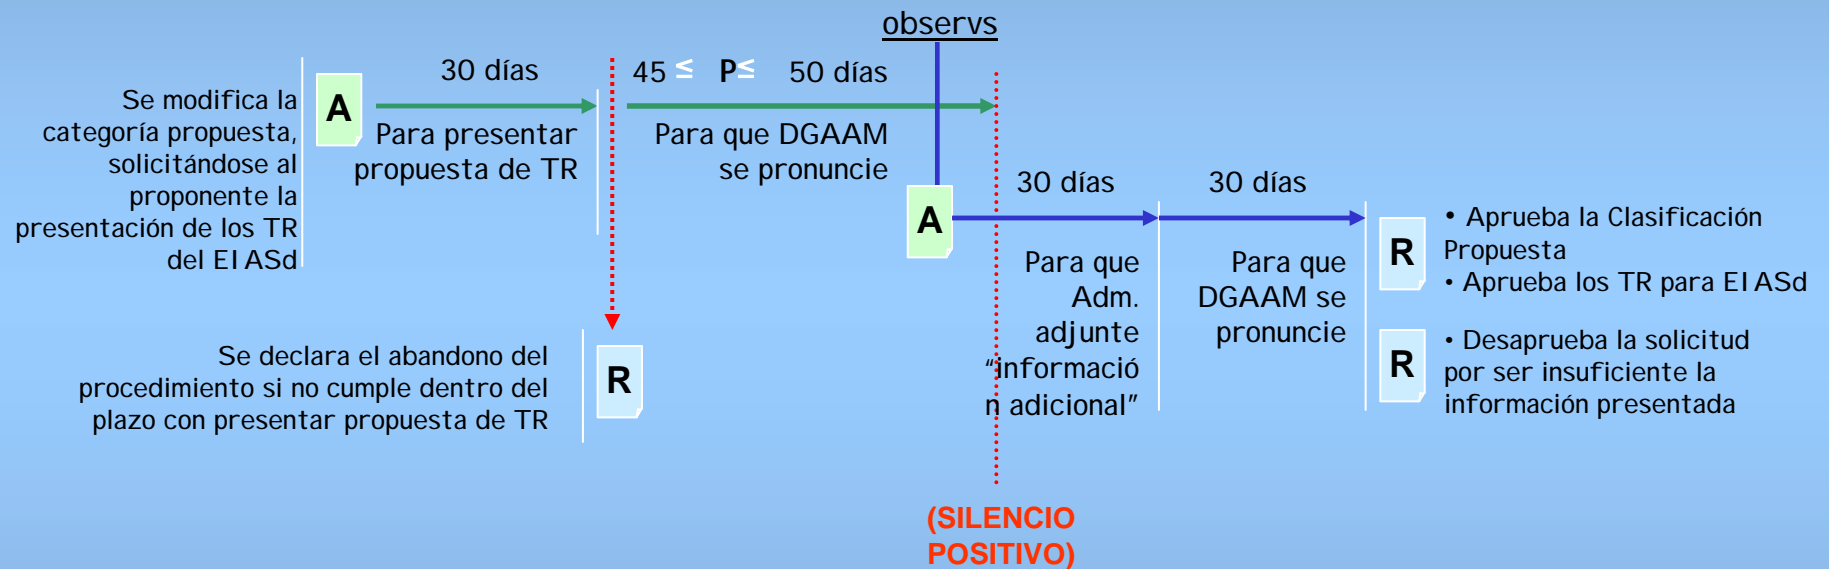 observs
Se modifica la
categoría propuesta,
solicitándose al
proponente la
presentación de los TR
del EIASd
A
30 días
Para presentar
propuesta de TR
45 ≤ P≤ 50 días
Para que DGAAM
se pronuncie
A
30 días
Para que
Adm.
adjunte
"informació
n adicional"
30 días
Para que
DGAAM se
pronuncie
R
• Aprueba la Clasificación
Propuesta
• Aprueba los TR para EIASd
R
• Desaprueba la solicitud
por ser insuficiente la
información presentada
Se declara el abandono del
procedimiento si no cumple dentro del
plazo con presentar propuesta de TR
R
(SILENCIO
POSITIVO)